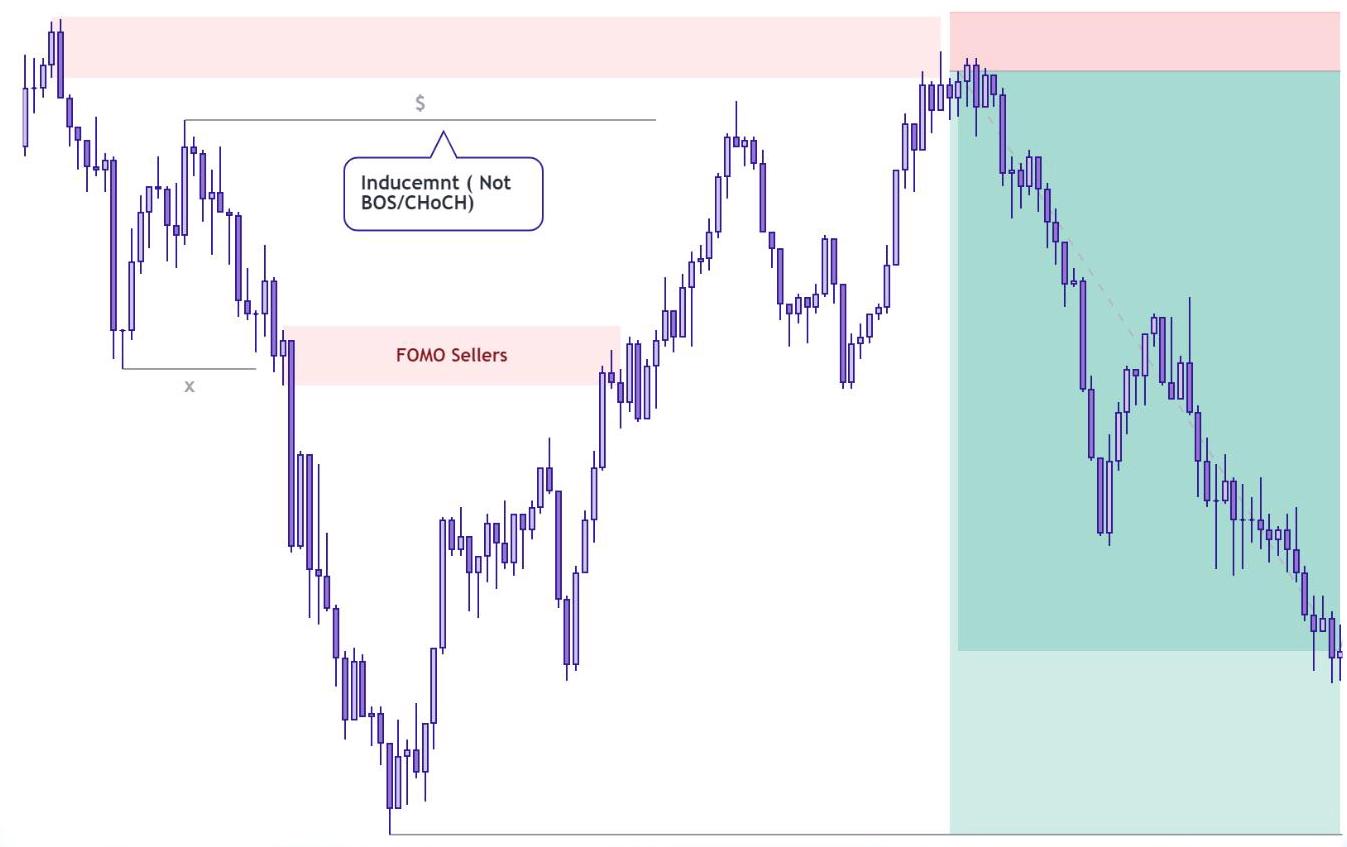 $
Inducemnt ( Not
BOS/CHoCH)
FOMO Sellers
x